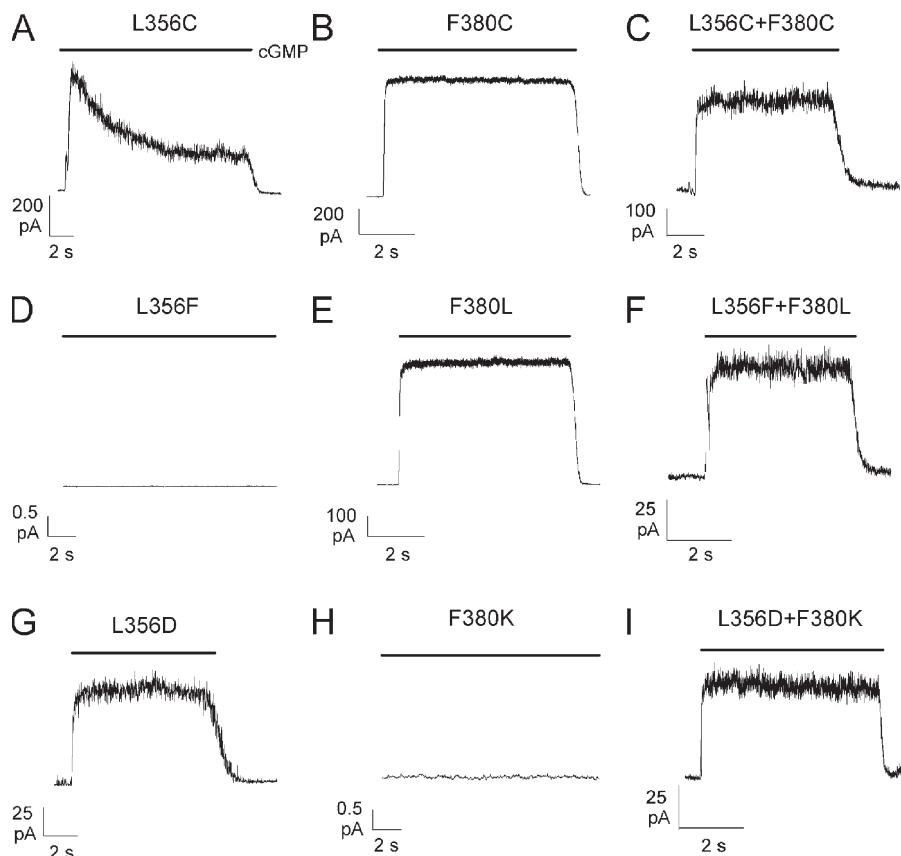 A
L356C
cGMP
200
pA
2 s
B
F380C
200
pA
2 s
C
L356C+F380C
100
pA
2 s
D
L356F
0.5
pA
2 s
E
F380L
100
pA
2 s
F
L356F+F380L
25
pA
2 s
G
L356D
25
pA
2 s
H
F380K
0.5
pA
2 s
I
L356D+F380K
25
pA
2 s